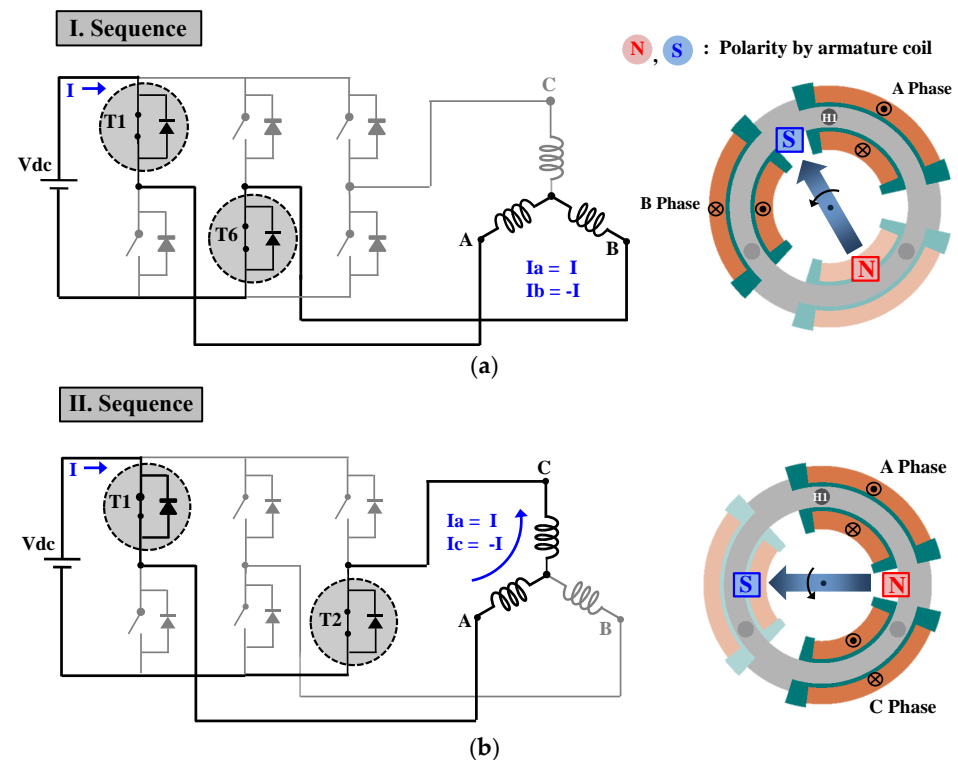 I. Sequence
N , S : Polarity by armature coil
I →
T1
Vdc
T6
C
A
B
Ia = I
Ib = -I
A Phase
H1
S
B Phase
N
(a)
II. Sequence
I →
T1
Vdc
T2
C
Ia = I
Ic = -I
A
B
A Phase
H1
S
N
C Phase
(b)